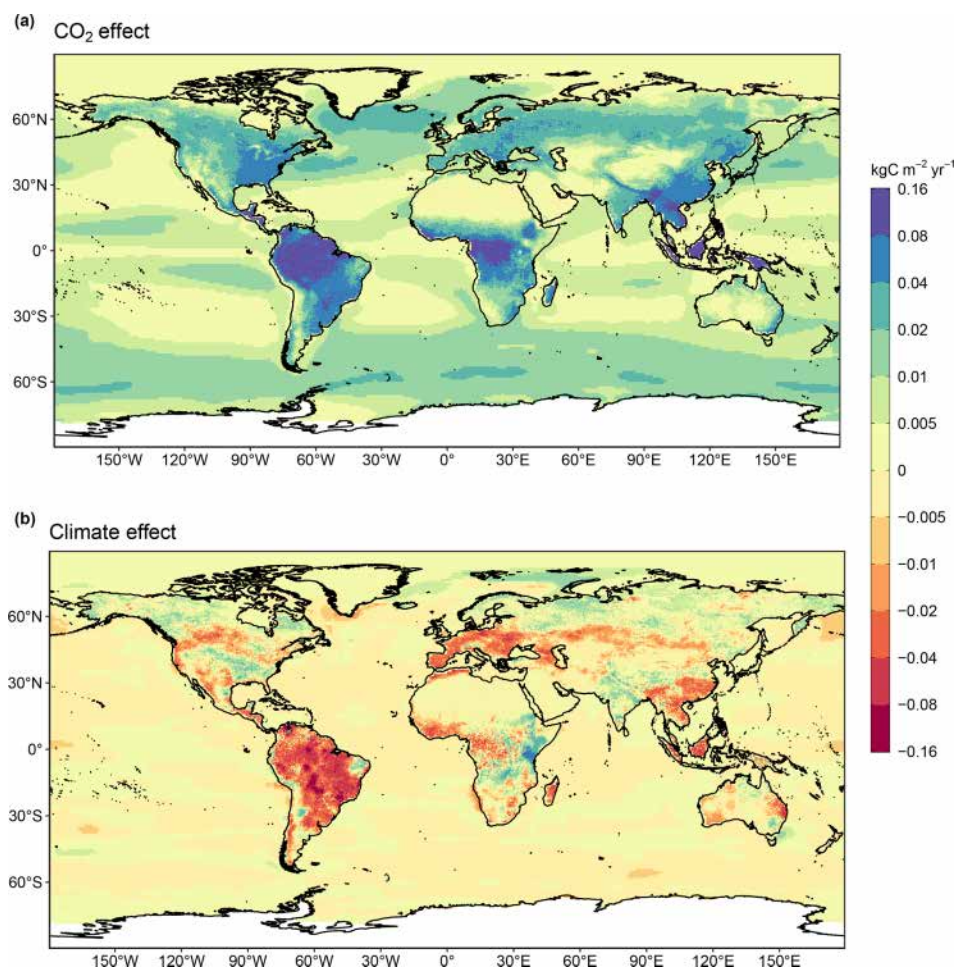 (a)
CO₂ effect
60°N
30°N
0°
30°S
60°S
150°W 120°W 90°W 60°W 30°W 0° 30°E 60°E 90°E 120°E 150°E
kgC m⁻² yr⁻¹
0.16
0.08
0.04
0.02
0.01
0.005
0
−0.005
−0.01
−0.02
−0.04
−0.08
−0.16
(b)
Climate effect
60°N
30°N
0°
30°S
60°S
150°W 120°W 90°W 60°W 30°W 0° 30°E 60°E 90°E 120°E 150°E